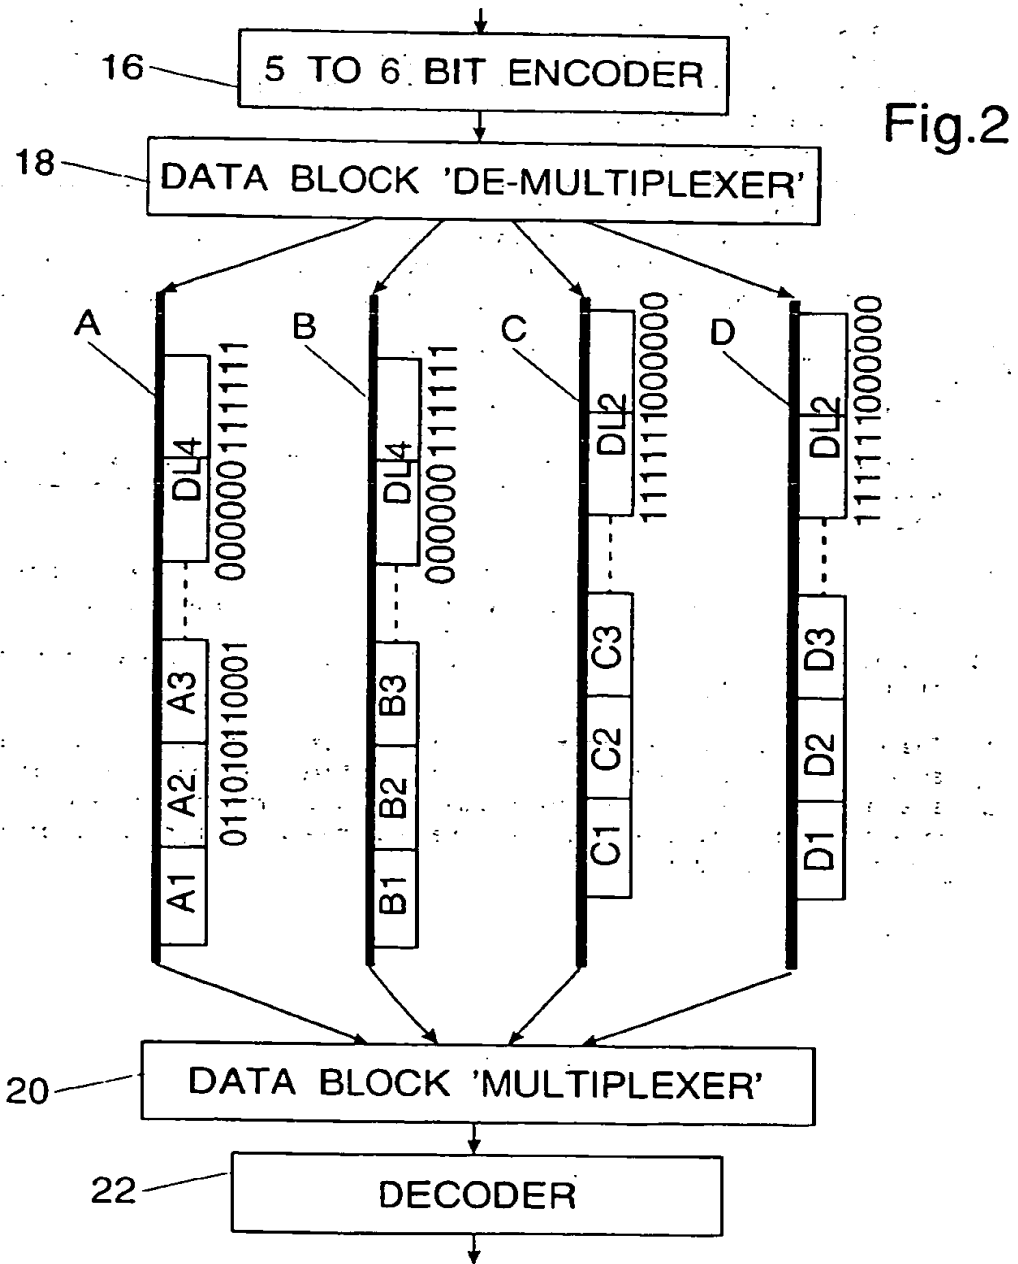 16
5 TO 6 BIT ENCODER
Fig.2
18
DATA BLOCK 'DE-MULTIPLEXER'
A
B
C
D
DL4
000000111111
A1 A2 A3
011010110001
DL4
000000111111
B1 B2 B3
DL2
111111000000
C1 C2 C3
DL2
111111000000
D1 D2 D3
20
DATA BLOCK 'MULTIPLEXER'
22
DECODER